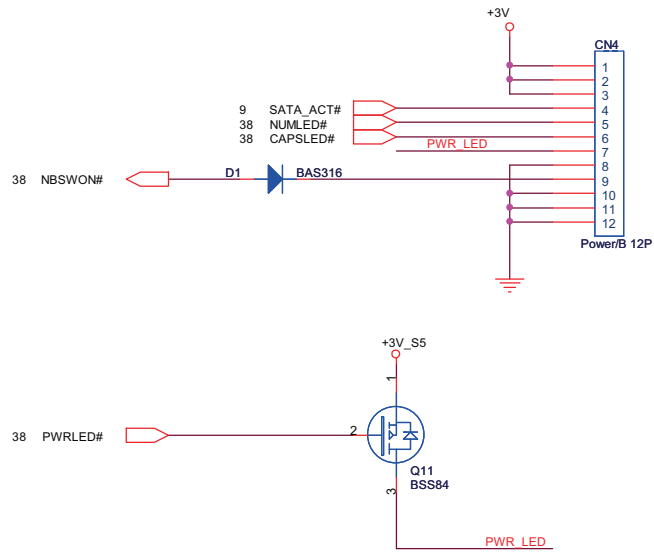 +3V
CN4
1
2
3
9 SATA_ACT# 4
38 NUMLED# 5
38 CAPSLED# 6
PWR_LED 7
8
38 NBSWON# D1 BAS316 9
10
11
12
Power/B 12P
+3V_S5
1
38 PWRLED# 2
Q11
BSS84
3
PWR_LED